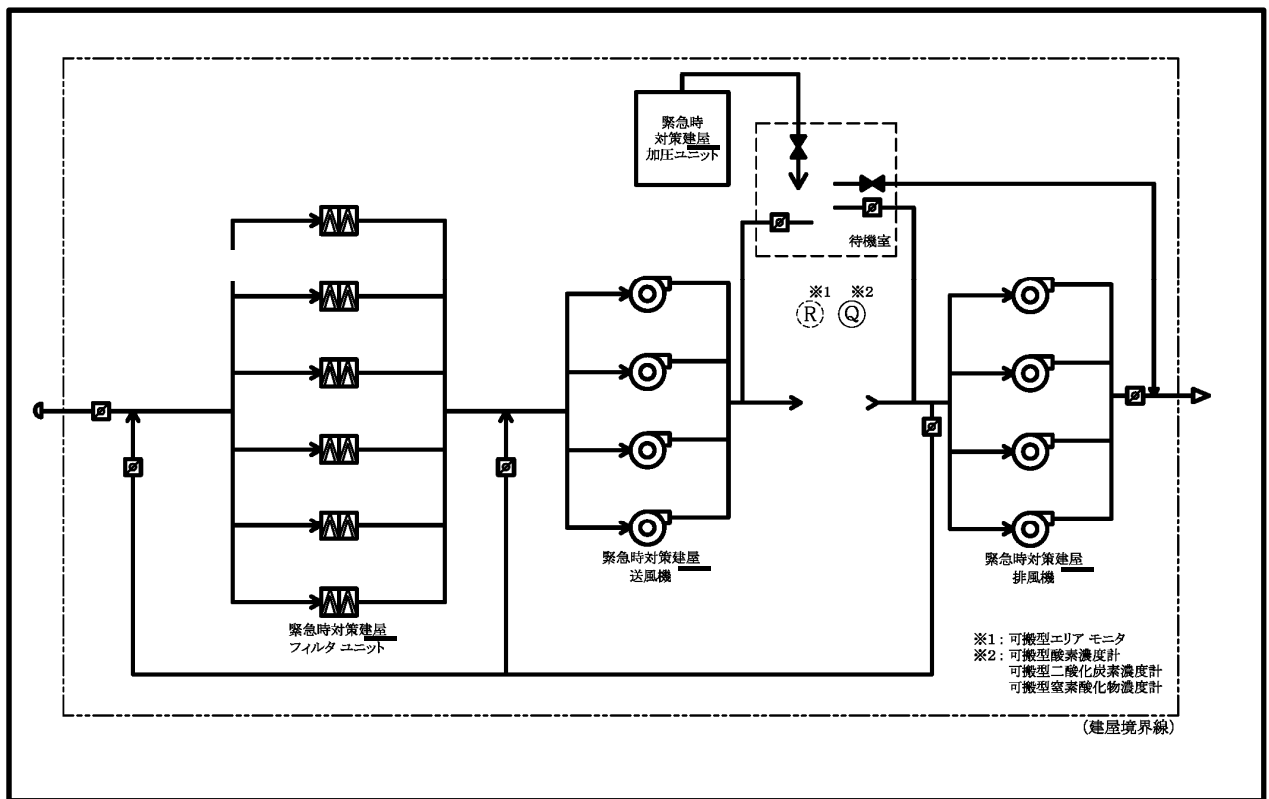 緊急時
対策建屋
加圧ユニット
待機室
※1 ※2
R Q
緊急時対策建屋
送風機
緊急時対策建屋
排風機
緊急時対策建屋
フィルタ ユニット
※1：可搬型エリア モニタ
※2：可搬型酸素濃度計
可搬型二酸化炭素濃度計
可搬型窒素酸化物濃度計
（建屋境界線）